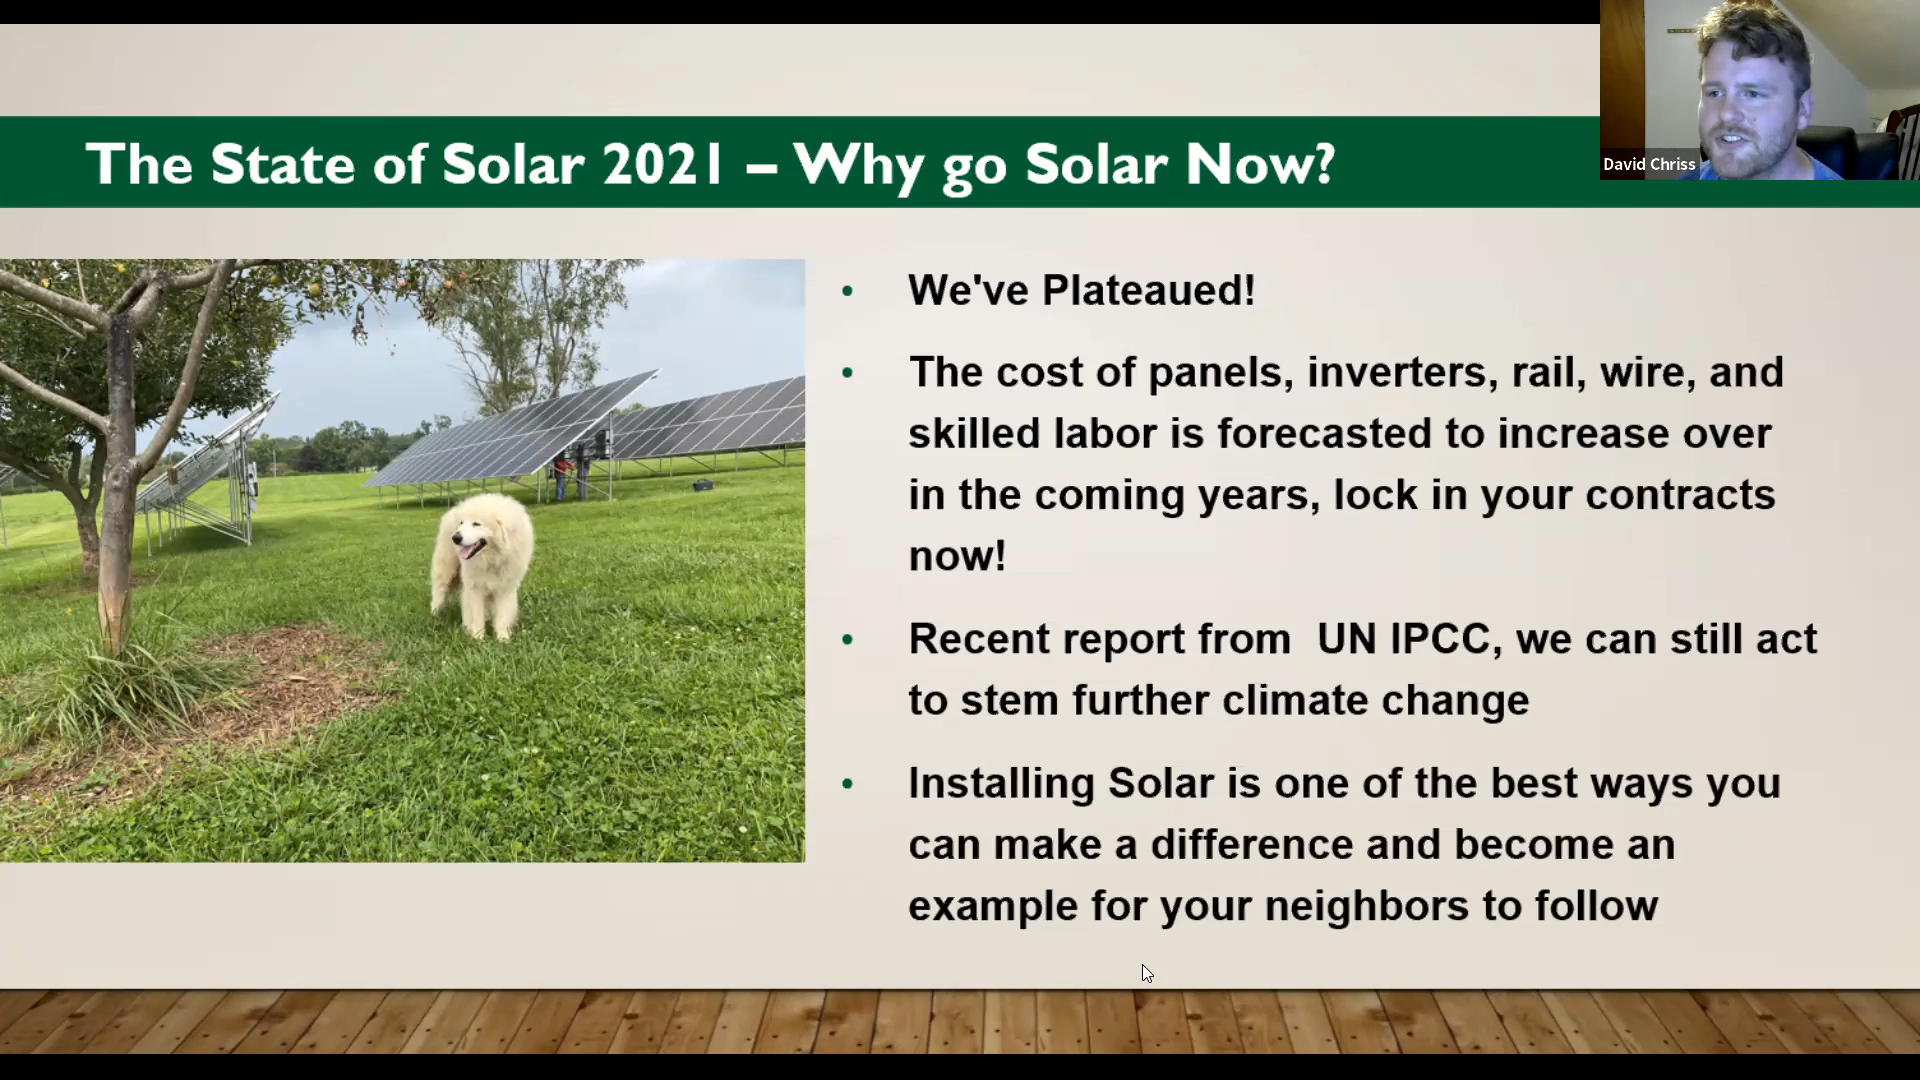 David Chriss
The State of Solar 2021 – Why go Solar Now?
• We've Plateaued!
• The cost of panels, inverters, rail, wire, and
skilled labor is forecasted to increase over
in the coming years, lock in your contracts
now!
• Recent report from  UN IPCC, we can still act
to stem further climate change
• Installing Solar is one of the best ways you
can make a difference and become an
example for your neighbors to follow